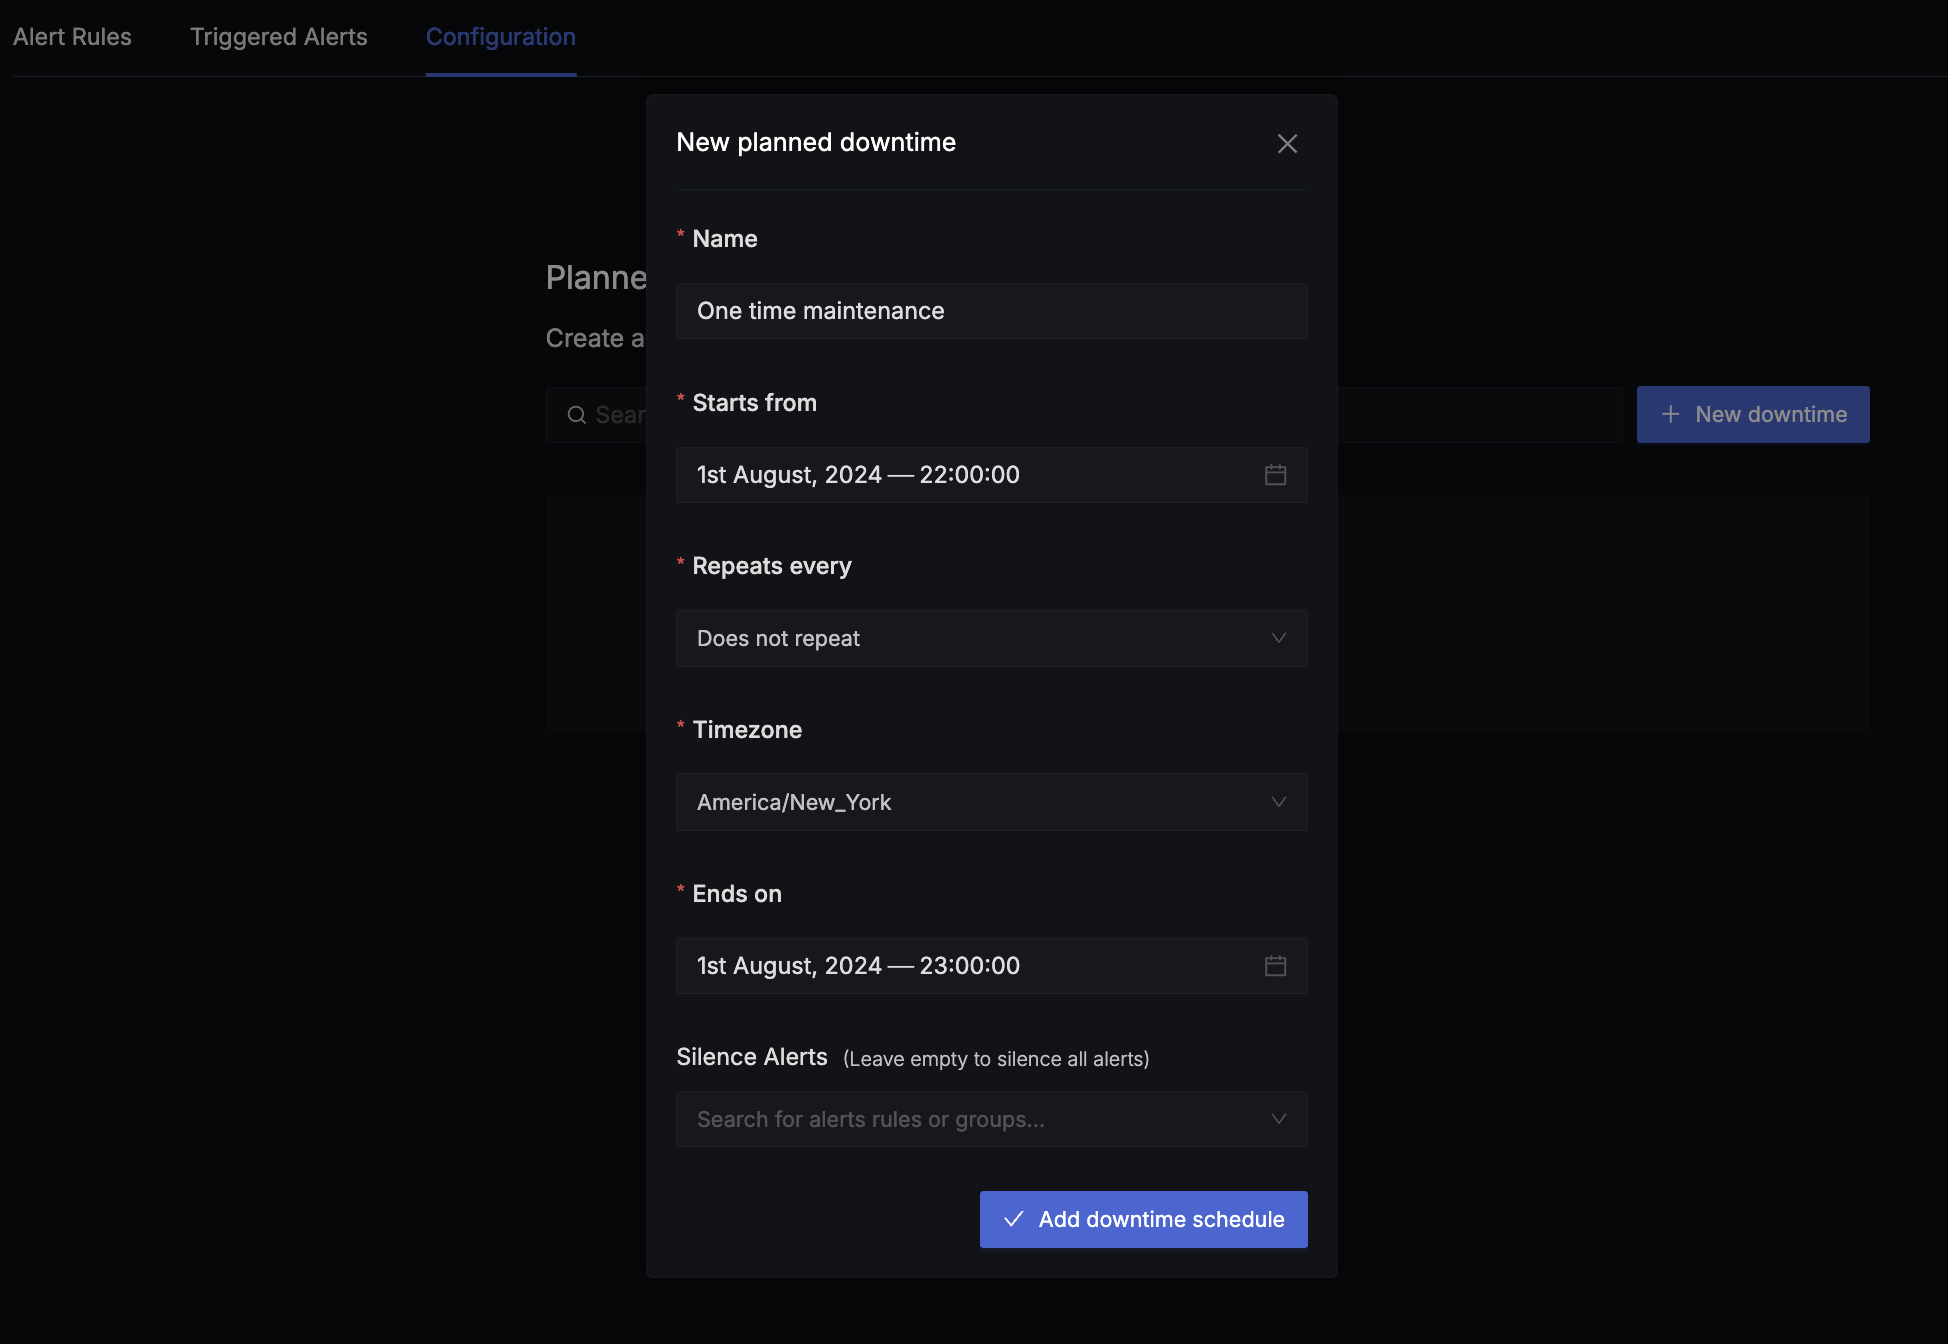 Alert Rules Triggered Alerts Configuration
New planned downtime
* Name
Planne
One time maintenance
Create a
* Starts from
Sear
New downtime
1st August, 2024 — 22:00:00
* Repeats every
Does not repeat
* Timezone
America/New_York
* Ends on
1st August, 2024 — 23:00:00
Silence Alerts (Leave empty to silence all alerts)
Search for alerts rules or groups...
Add downtime schedule